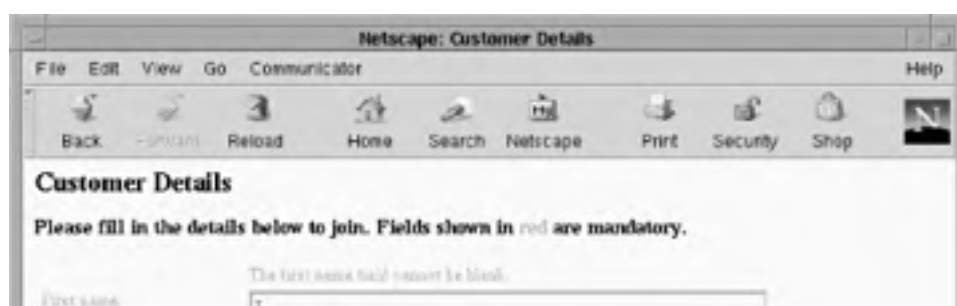 Netscape: Customer Details
File Edit View Go Communicator Help
Back Forward Reload Home Search Netscape Print Security Shop
Customer Details
Please fill in the details below to join. Fields shown in red are mandatory.
The first name field cannot be blank.
First name